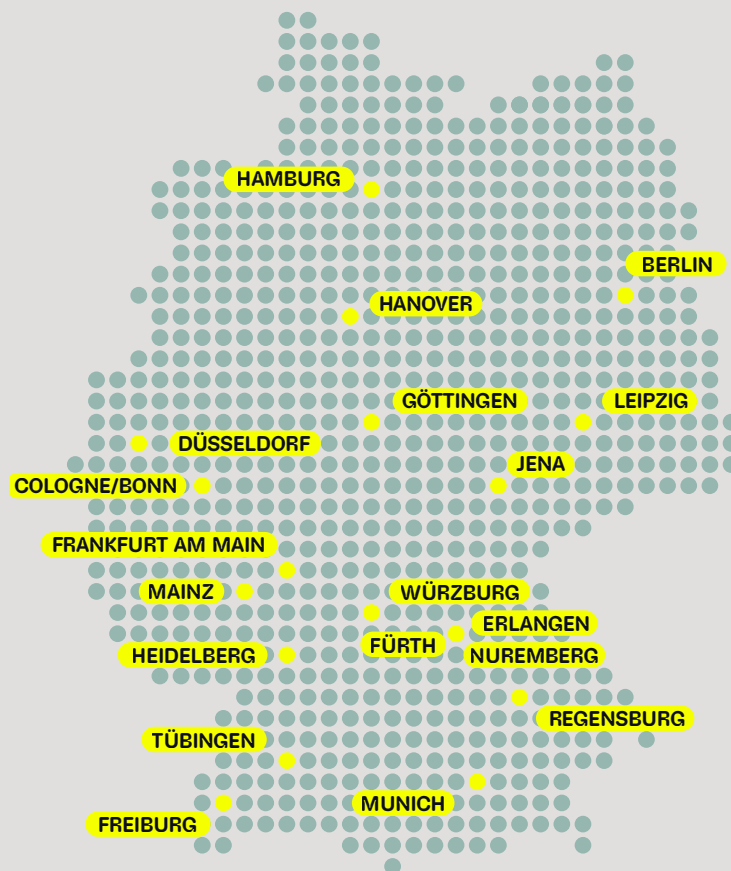 HAMBURG
BERLIN
HANOVER
GÖTTINGEN
LEIPZIG
DÜSSELDORF
JENA
COLOGNE/BONN
FRANKFURT AM MAIN
MAINZ
WÜRZBURG
ERLANGEN
FÜRTH
HEIDELBERG
NUREMBERG
REGENSBURG
TÜBINGEN
MUNICH
FREIBURG